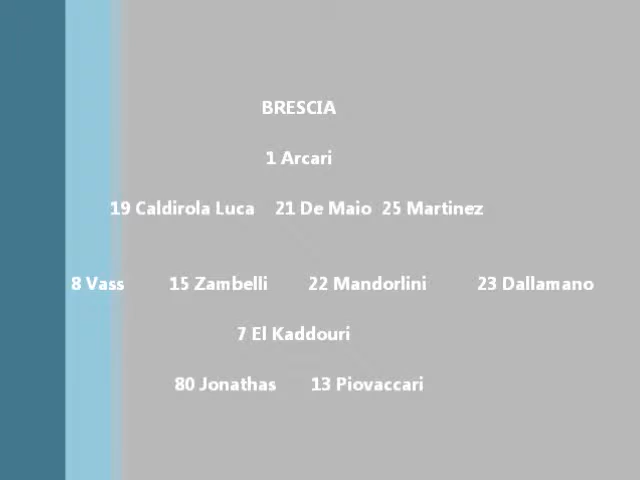 BRESCIA
1 Arcari
19 Caldirola Luca 21 De Maio 25 Martinez
8 Vass 15 Zambelli 22 Mandorlini 23 Dallamano
7 El Kaddouri
80 Jonathas 13 Piovaccari